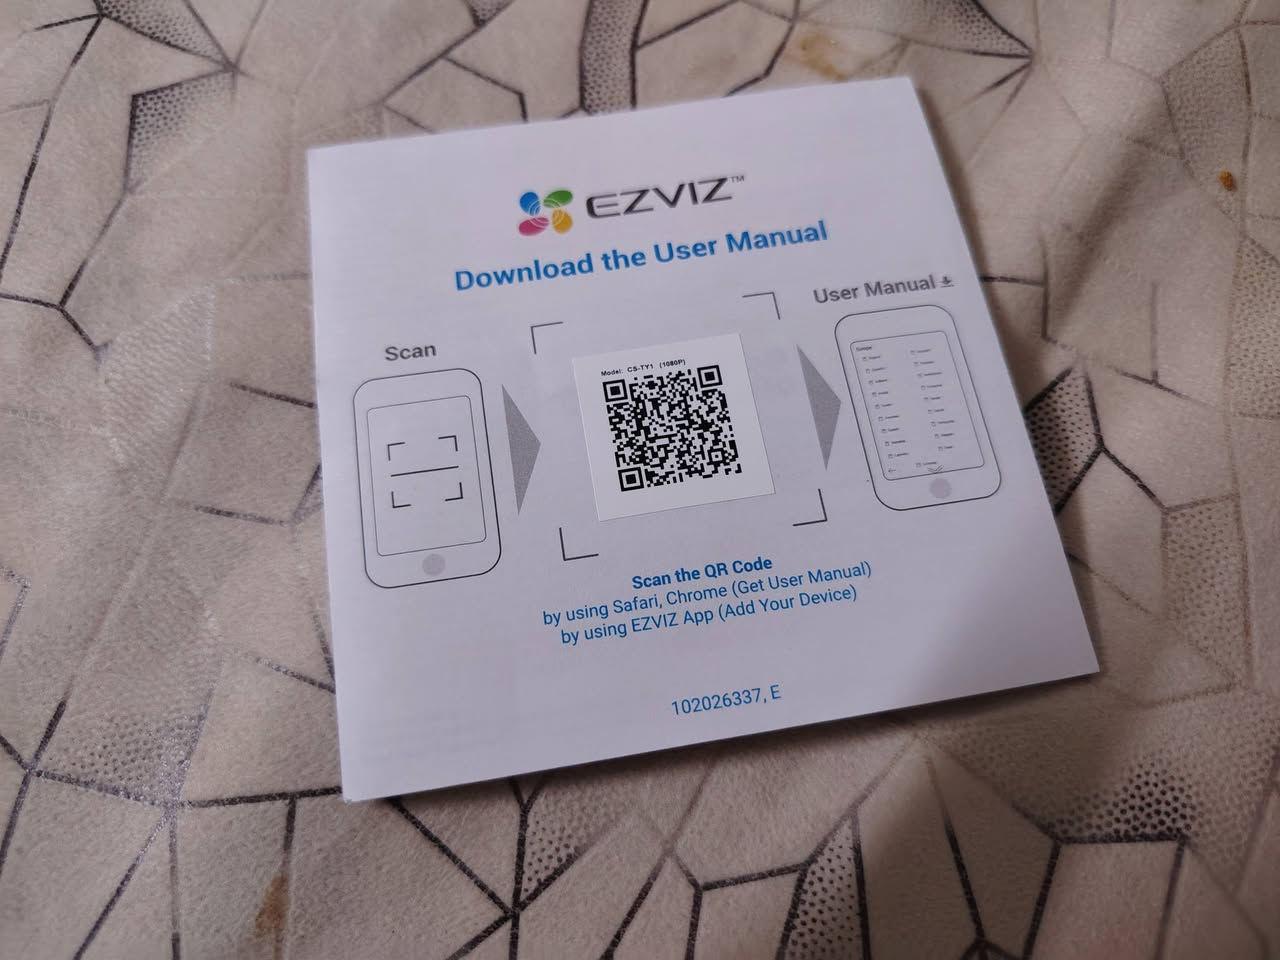 EZVIZ™
Download the User Manual
Scan
User Manual
Model: CS-TY1 (1080P)
Scan the QR Code
by using Safari, Chrome (Get User Manual)
by using EZVIZ App (Add Your Device)
102026337, E